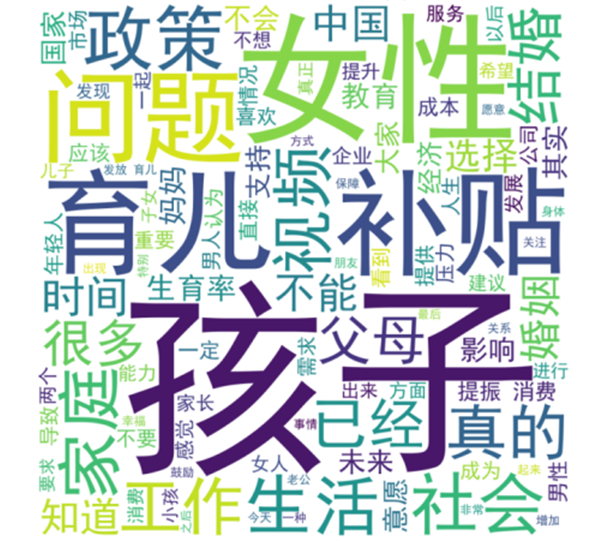 国家
市场
政策
不会
不想
中国
服务
以后
结婚
发现
一起
问题
女性
喜欢
情况
真正
提升
教育
成本
希望
愿意
应该
儿子
发放
育儿
方式
支持
视频
企业
大家
经济
选择
公司
其实
育儿
补贴
子女
妈妈
重要
男人
认为
直接
保障
人生
发展
身体
年轻人
出现
特别
朋友
看到
提供
压力
关注
建议
时间
生育率
不能
孩子
父母
最后
关系
影响
婚姻
很多
一定
需求
进行
两个
能力
家庭
幸福
家长
感觉
事情
出来
方面
提振
消费
已经
真的
导致
不要
要求
鼓励
女人
老公
未来
成为
起来
男性
知道
消费
小孩
之后
工作
今天
一种
生活
意愿
社会
非常
增加